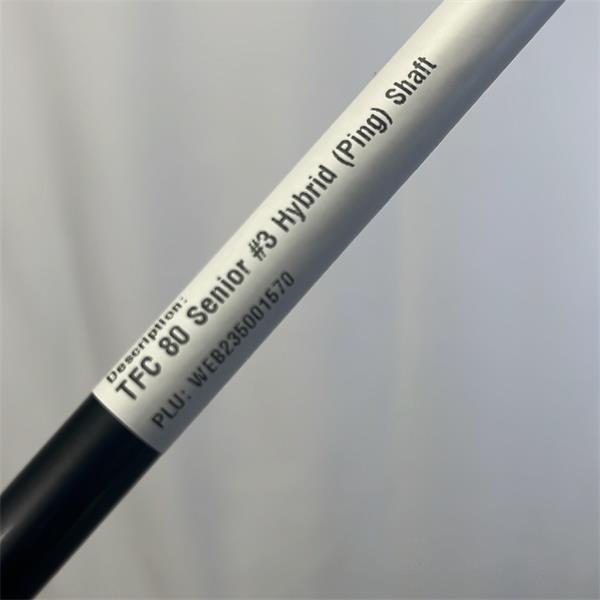 Description:
TFC 80 Senior #3 Hybrid (Ping) Shaft
PLU: WEB235001570